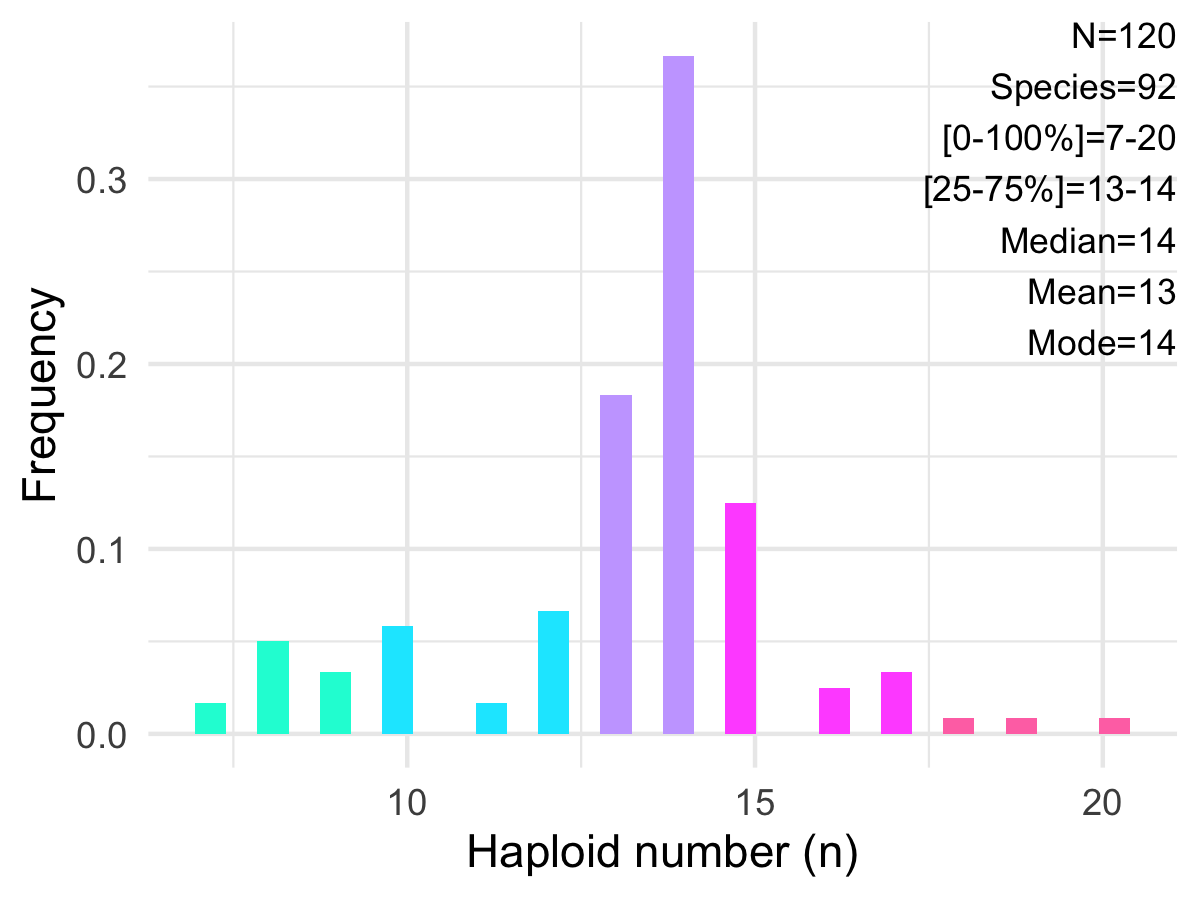 N=120
Species=92
[0-100%]=7-20
[25-75%]=13-14
Median=14
Mean=13
Mode=14
Frequency
0.3
0.2
0.1
0.0
10 15 20
Haploid number (n)